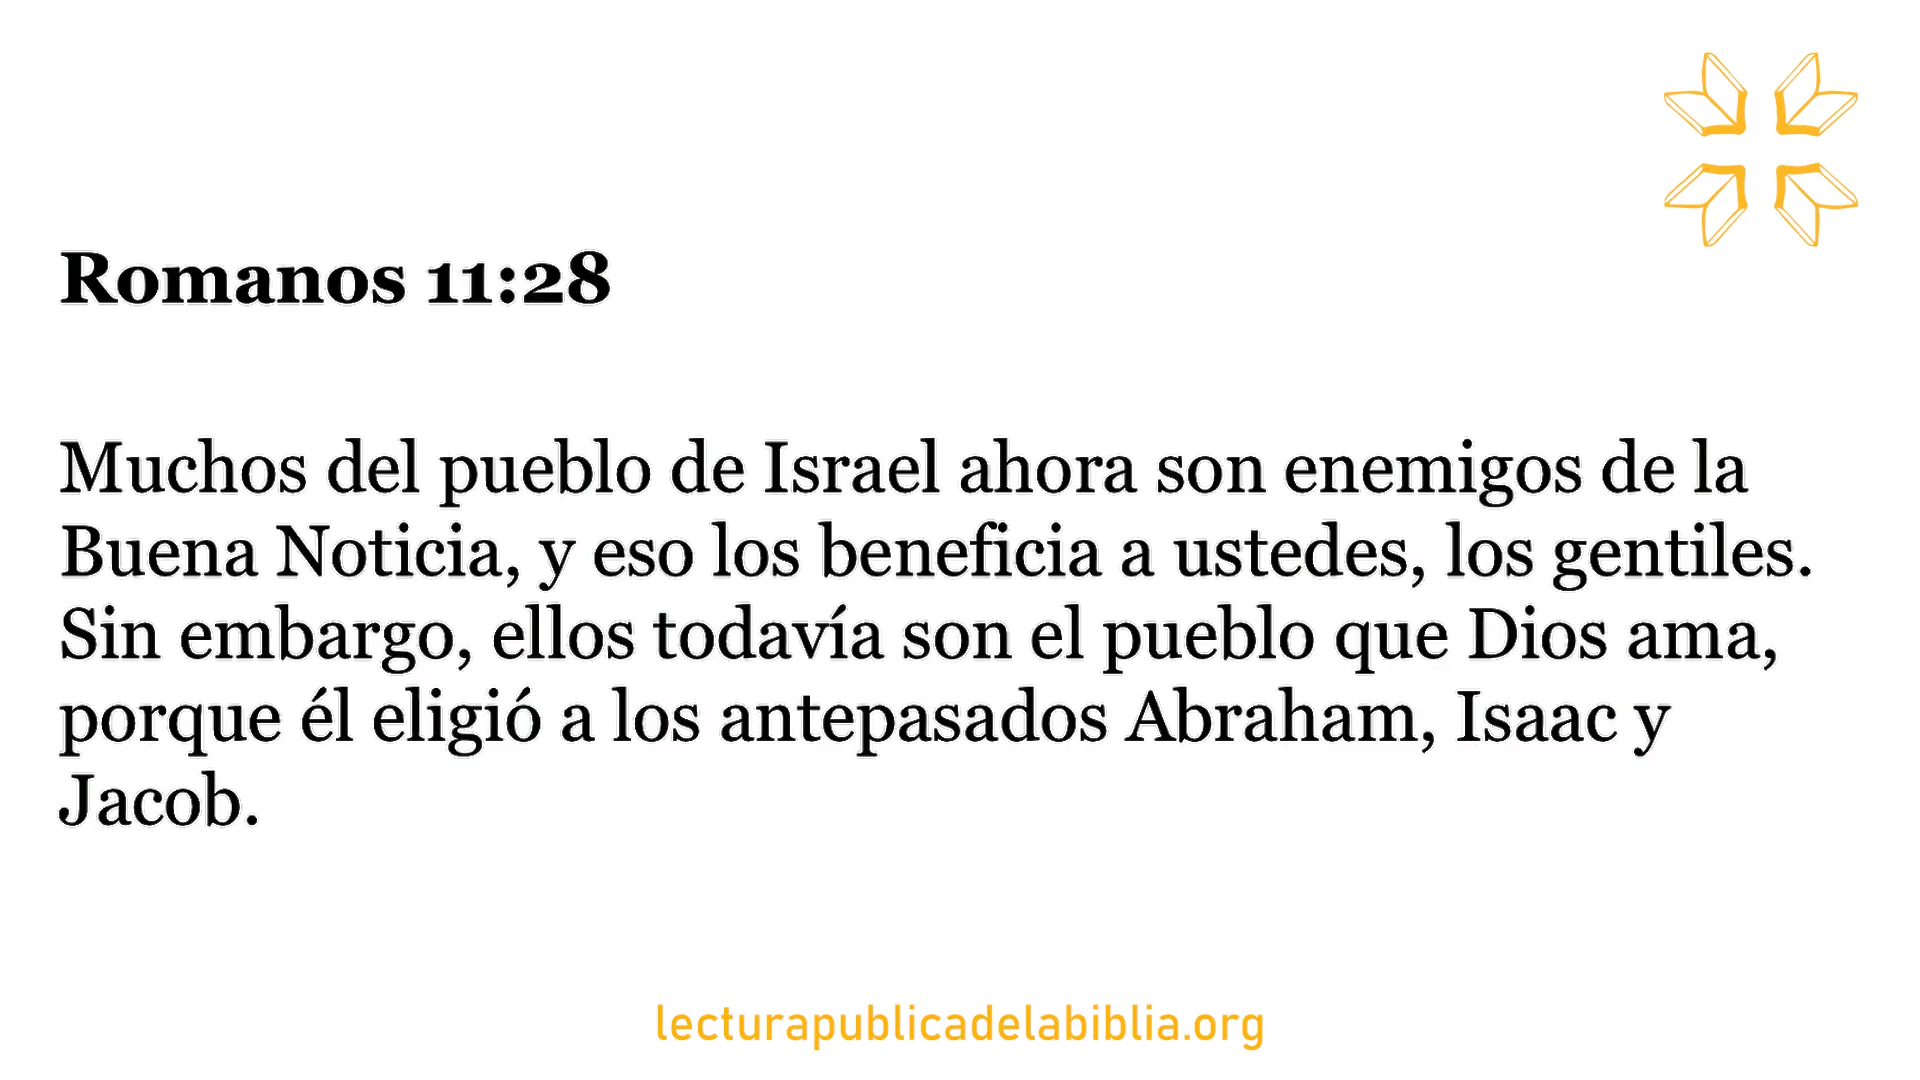 Romanos 11:28
Muchos del pueblo de Israel ahora son enemigos de la
Buena Noticia, y eso los beneficia a ustedes, los gentiles.
Sin embargo, ellos todavía son el pueblo que Dios ama,
porque él eligió a los antepasados Abraham, Isaac y
Jacob.
lecturapublicadelabiblia.org